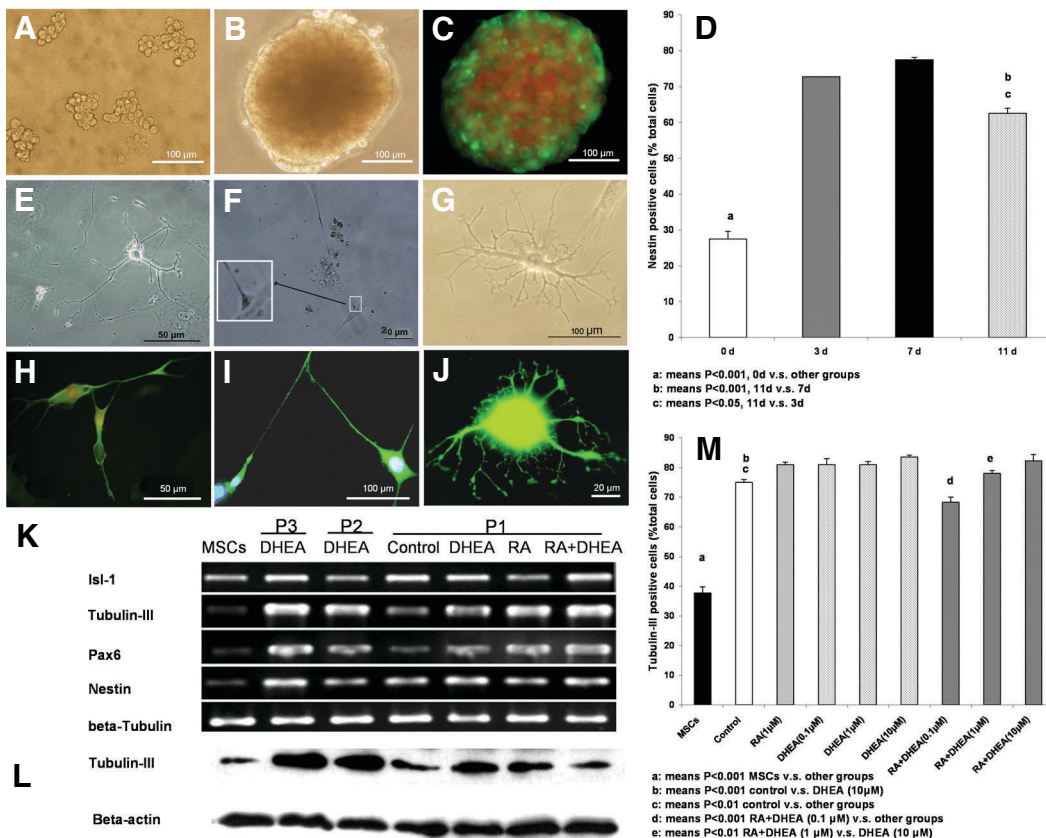 A
100 µm
B
100 µm
C
100 µm
D
Nestin positive cells (% total cells)
90
80
70
60
50
40
30
20
10
0
a
b
c
0 d 3 d 7 d 11 d
a: means P<0.001, 0d v.s. other groups
b: means P<0.001, 11d v.s. 7d
c: means P<0.05, 11d v.s. 3d
E
50 µm
F
20 µm
G
100 µm
H
50 µm
I
100 µm
J
20 µm
K
P3 P2 P1
MSCs DHEA DHEA Control DHEA RA RA+DHEA
Isl-1
Tubulin-III
Pax6
Nestin
beta-Tubulin
L
Tubulin-III
Beta-actin
M
Tubulin-III positive cells (%total cells)
90
80
70
60
50
40
30
20
10
0
a
b
c
d
e
MSCs
Control
RA(1µM)
DHEA(0.1µM)
DHEA(1µM)
DHEA(10µM)
RA+DHEA(0.1µM)
RA+DHEA(1µM)
RA+DHEA(10µM)
a: means P<0.001 MSCs v.s. other groups
b: means P<0.001 control v.s. DHEA (10µM)
c: means P<0.01 control v.s. other groups
d: means P<0.001 RA+DHEA (0.1 µM) v.s. other groups
e: means P<0.01 RA+DHEA (1 µM) v.s. DHEA (10 µM)